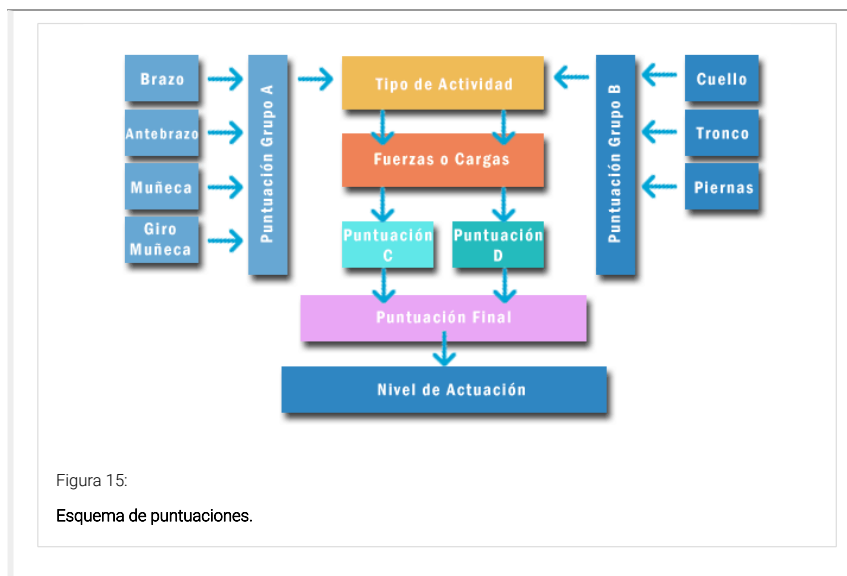 Brazo
Antebrazo
Muñeca
Giro
Muñeca
Puntuación Grupo A
Tipo de Actividad
Fuerzas o Cargas
Puntuación
C
Puntuación
D
Puntuación Final
Nivel de Actuación
Puntuación Grupo B
Cuello
Tronco
Piernas
Figura 15:
Esquema de puntuaciones.